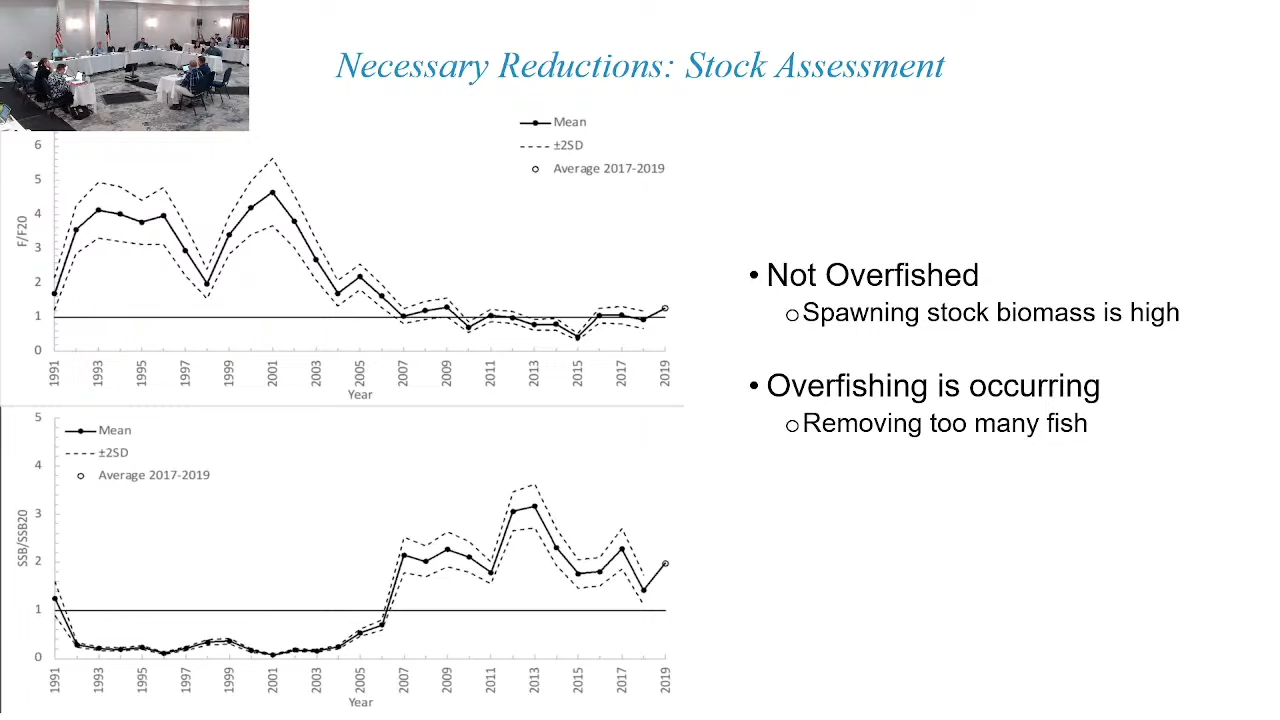 Necessary Reductions: Stock Assessment
Mean
±2SD
Average 2017-2019
F/F20
6
5
4
3
2
1
0
1991 1993 1995 1997 1999 2001 2003 2005 2007 2009 2011 2013 2015 2017 2019
Year
SSB/SSB20
5
4
3
2
1
0
Mean
±2SD
Average 2017-2019
1991 1993 1995 1997 1999 2001 2003 2005 2007 2009 2011 2013 2015 2017 2019
Year
• Not Overfished
o Spawning stock biomass is high
• Overfishing is occurring
o Removing too many fish